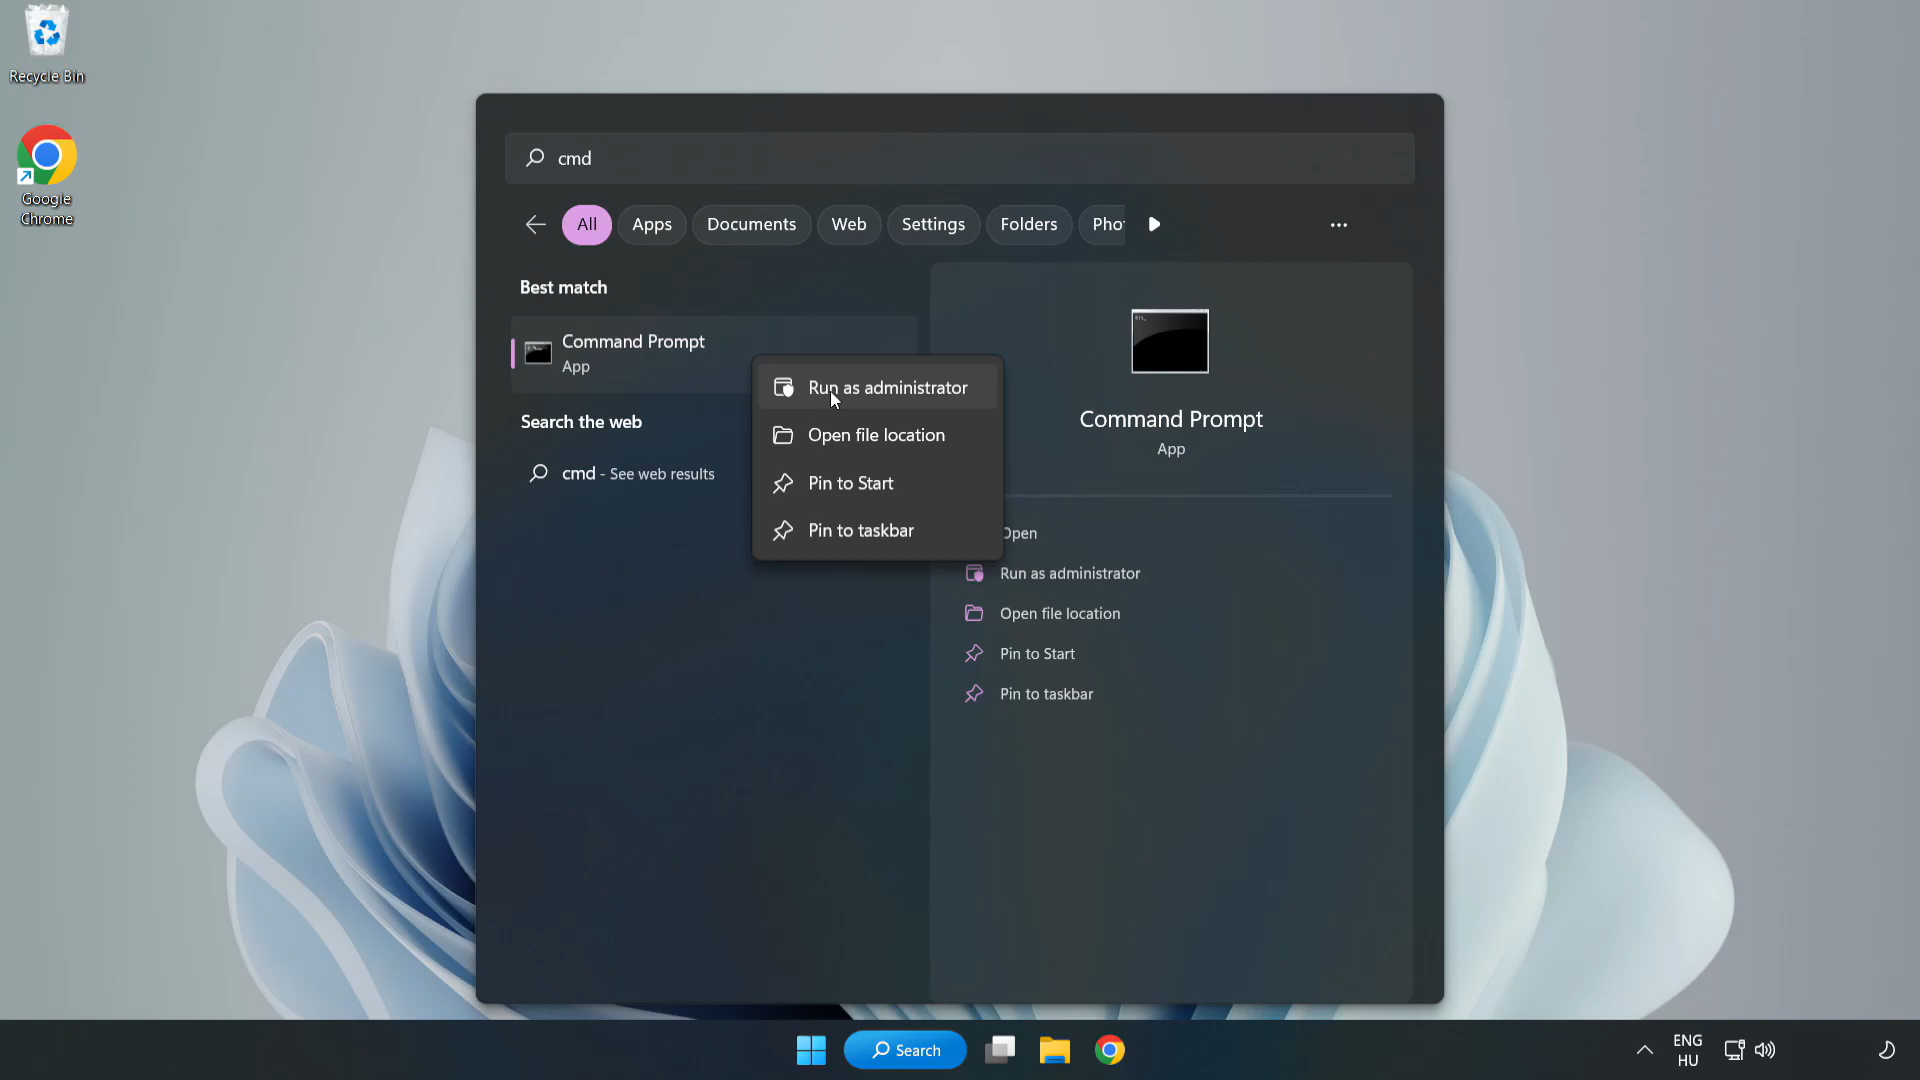 Recycle Bin
Google
Chrome
cmd
All
Apps
Documents
Web
Settings
Folders
Pho
Best match
Command Prompt
App
Search the web
cmd - See web results
Run as administrator
Open file location
Pin to Start
Pin to taskbar
Command Prompt
App
Open
Run as administrator
Open file location
Pin to Start
Pin to taskbar
Search
ENG
HU